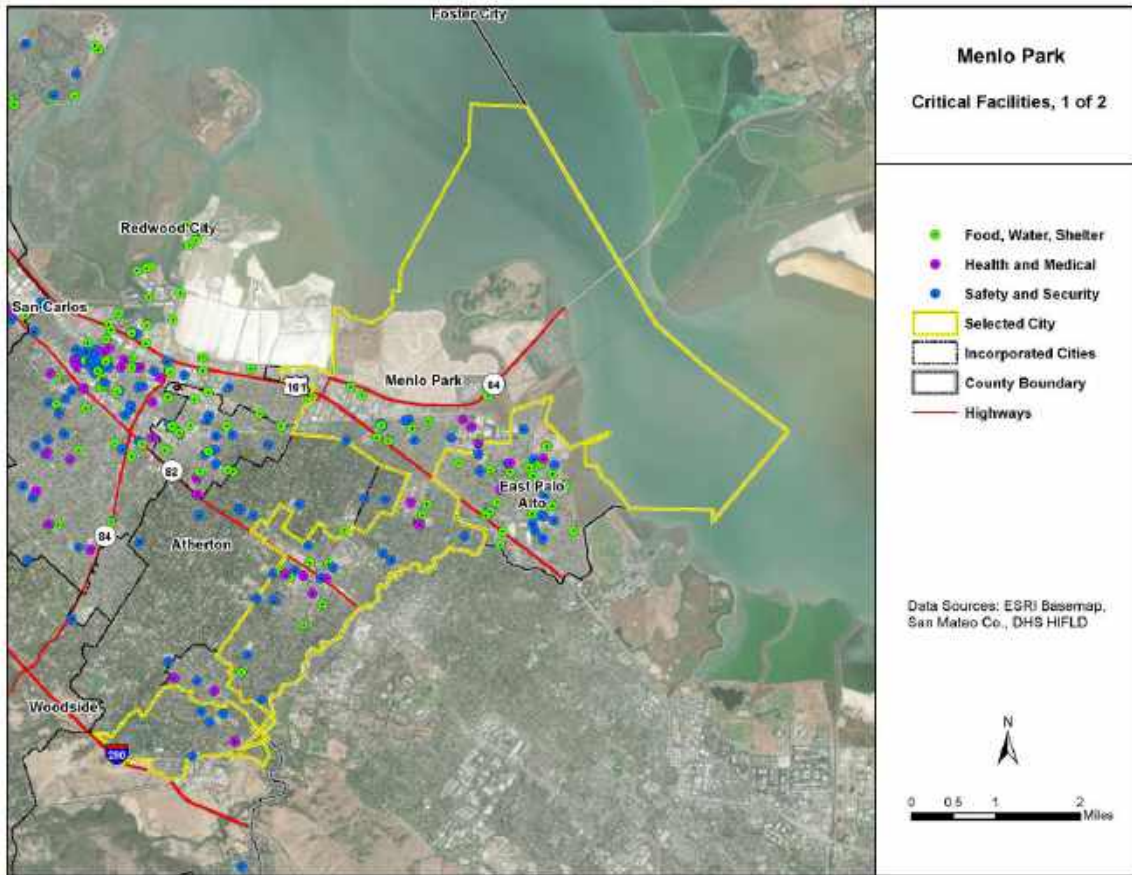 Foster City
Redwood City
San Carlos
101
Menlo Park
84
82
East Palo
Alto
84
Atherton
Woodside
280
Menlo Park
Critical Facilities, 1 of 2
Food, Water, Shelter
Health and Medical
Safety and Security
Selected City
Incorporated Cities
County Boundary
Highways
Data Sources: ESRI Basemap,
San Mateo Co., DHS HIFLD
N
0 0.5 1 2
Miles